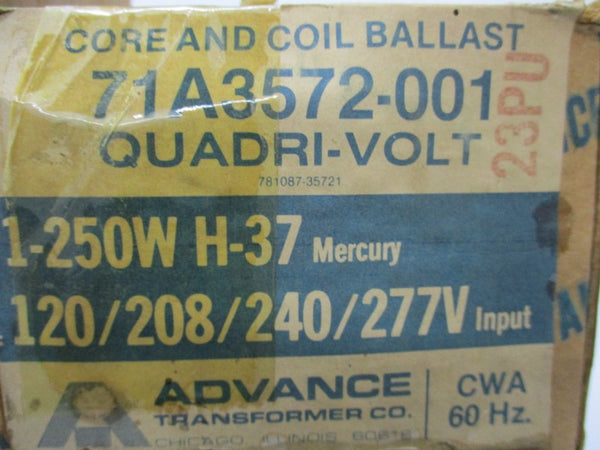 CORE AND COIL BALLAST
71A3572-001
QUADRI-VOLT
781087-35721
23PU
1-250W H-37 Mercury
120/208/240/277V Input
ADVANCE
TRANSFORMER CO.
CHICAGO, ILLINOIS 60618
CWA
60 Hz.